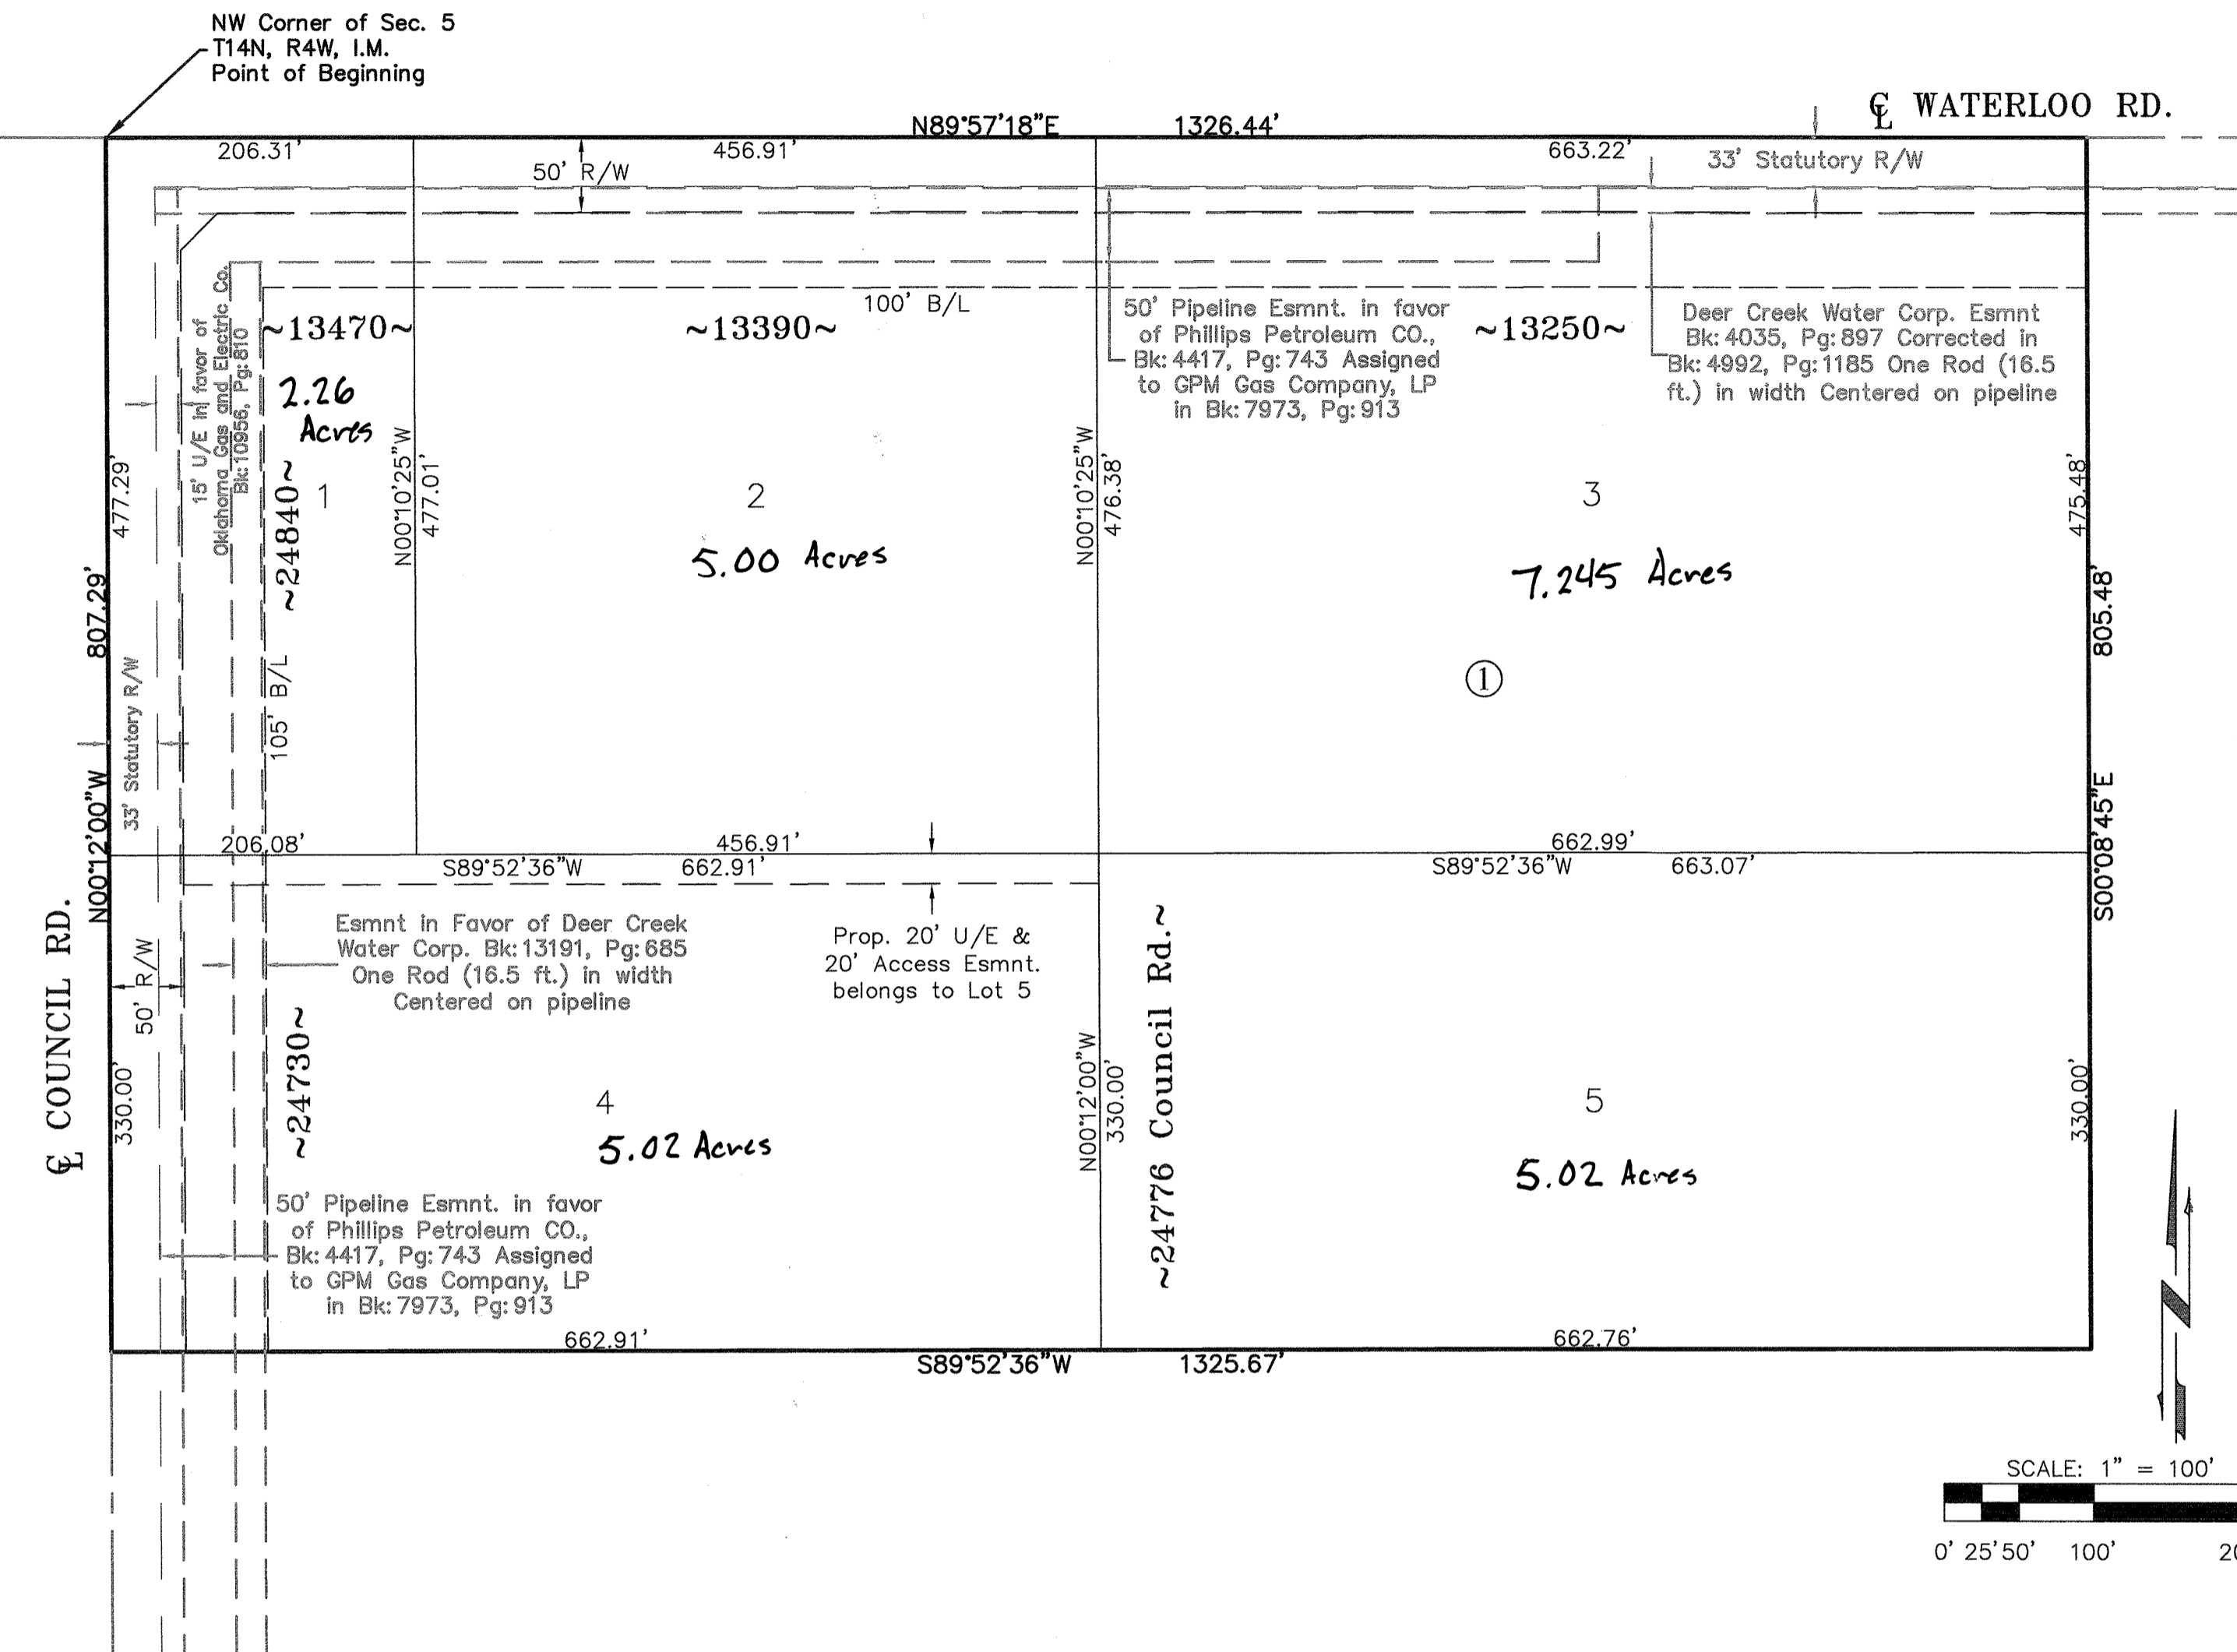 NW Corner of Sec. 5
T14N, R4W, I.M.
Point of Beginning
℄ WATERLOO RD.
N89°57'18"E 1326.44'
206.31'
456.91'
663.22'
33' Statutory R/W
50' R/W
100' B/L
~13470~
~13390~
~13250~
2.26
Acres
15' U/E in favor of
Oklahoma Gas and Electric Co.
Bk:10956, Pg:810
50' Pipeline Esmnt. in favor
of Phillips Petroleum CO.,
Bk:4417, Pg:743 Assigned
to GPM Gas Company, LP
in Bk:7973, Pg:913
Deer Creek Water Corp. Esmnt
Bk:4035, Pg:897 Corrected in
Bk:4992, Pg:1185 One Rod (16.5
ft.) in width Centered on pipeline
477.29'
~24840~
1
N00°10'25"W
477.01'
2
5.00 Acres
N00°10'25"W
476.38'
3
7.245 Acres
475.48'
807.29'
805.48'
1
33' Statutory R/W
105' B/L
N00°12'00"W
S00°08'45"E
206.08'
456.91'
662.99'
S89°52'36"W 662.91'
S89°52'36"W 663.07'
℄ COUNCIL RD.
50' R/W
Esmnt in Favor of Deer Creek
Water Corp. Bk:13191, Pg:685
One Rod (16.5 ft.) in width
Centered on pipeline
Prop. 20' U/E &
20' Access Esmnt.
belongs to Lot 5
~24776 Council Rd.~
330.00'
~24730~
4
5.02 Acres
N00°12'00"W
330.00'
5
5.02 Acres
330.00'
50' Pipeline Esmnt. in favor
of Phillips Petroleum CO.,
Bk:4417, Pg:743 Assigned
to GPM Gas Company, LP
in Bk:7973, Pg:913
662.91'
662.76'
S89°52'36"W 1325.67'
N
SCALE: 1" = 100'
0' 25'50' 100' 20